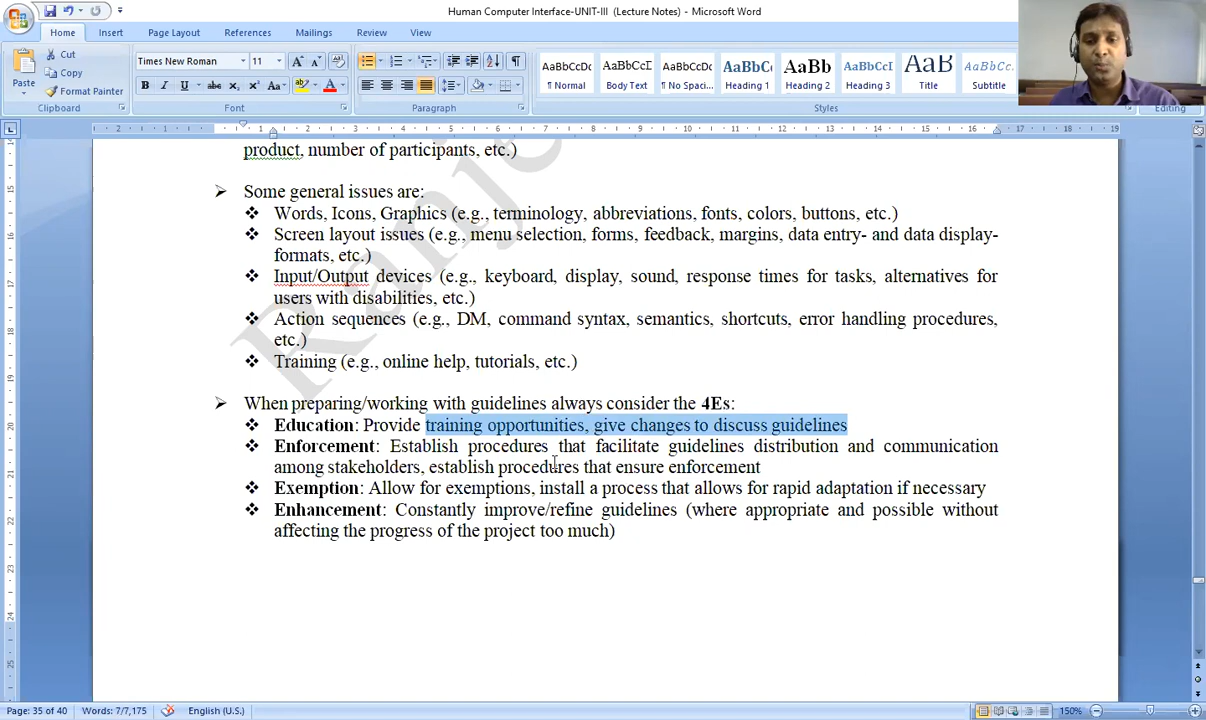 Human Computer Interface-UNIT-III (Lecture Notes) - Microsoft Word
Home Insert Page Layout References Mailings Review View
Cut
Copy
Format Painter
Paste
Clipboard
Times New Roman 11
Font
Paragraph
AaBbCcDc AaBbCcI AaBbCcDc AaBbC AaBb AaBbCc AaB AaBbCcL
¶ Normal Body Text ¶ No Spaci... Heading 1 Heading 2 Heading 3 Title Subtitle
Styles
Editing
product, number of participants, etc.)
Some general issues are:
Words, Icons, Graphics (e.g., terminology, abbreviations, fonts, colors, buttons, etc.)
Screen layout issues (e.g., menu selection, forms, feedback, margins, data entry- and data display-
formats, etc.)
Input/Output devices (e.g., keyboard, display, sound, response times for tasks, alternatives for
users with disabilities, etc.)
Action sequences (e.g., DM, command syntax, semantics, shortcuts, error handling procedures,
etc.)
Training (e.g., online help, tutorials, etc.)
When preparing/working with guidelines always consider the 4Es:
Education: Provide training opportunities, give changes to discuss guidelines
Enforcement: Establish procedures that facilitate guidelines distribution and communication
among stakeholders, establish procedures that ensure enforcement
Exemption: Allow for exemptions, install a process that allows for rapid adaptation if necessary
Enhancement: Constantly improve/refine guidelines (where appropriate and possible without
affecting the progress of the project too much)
Page: 35 of 40 Words: 7/7,175 English (U.S.) 150%